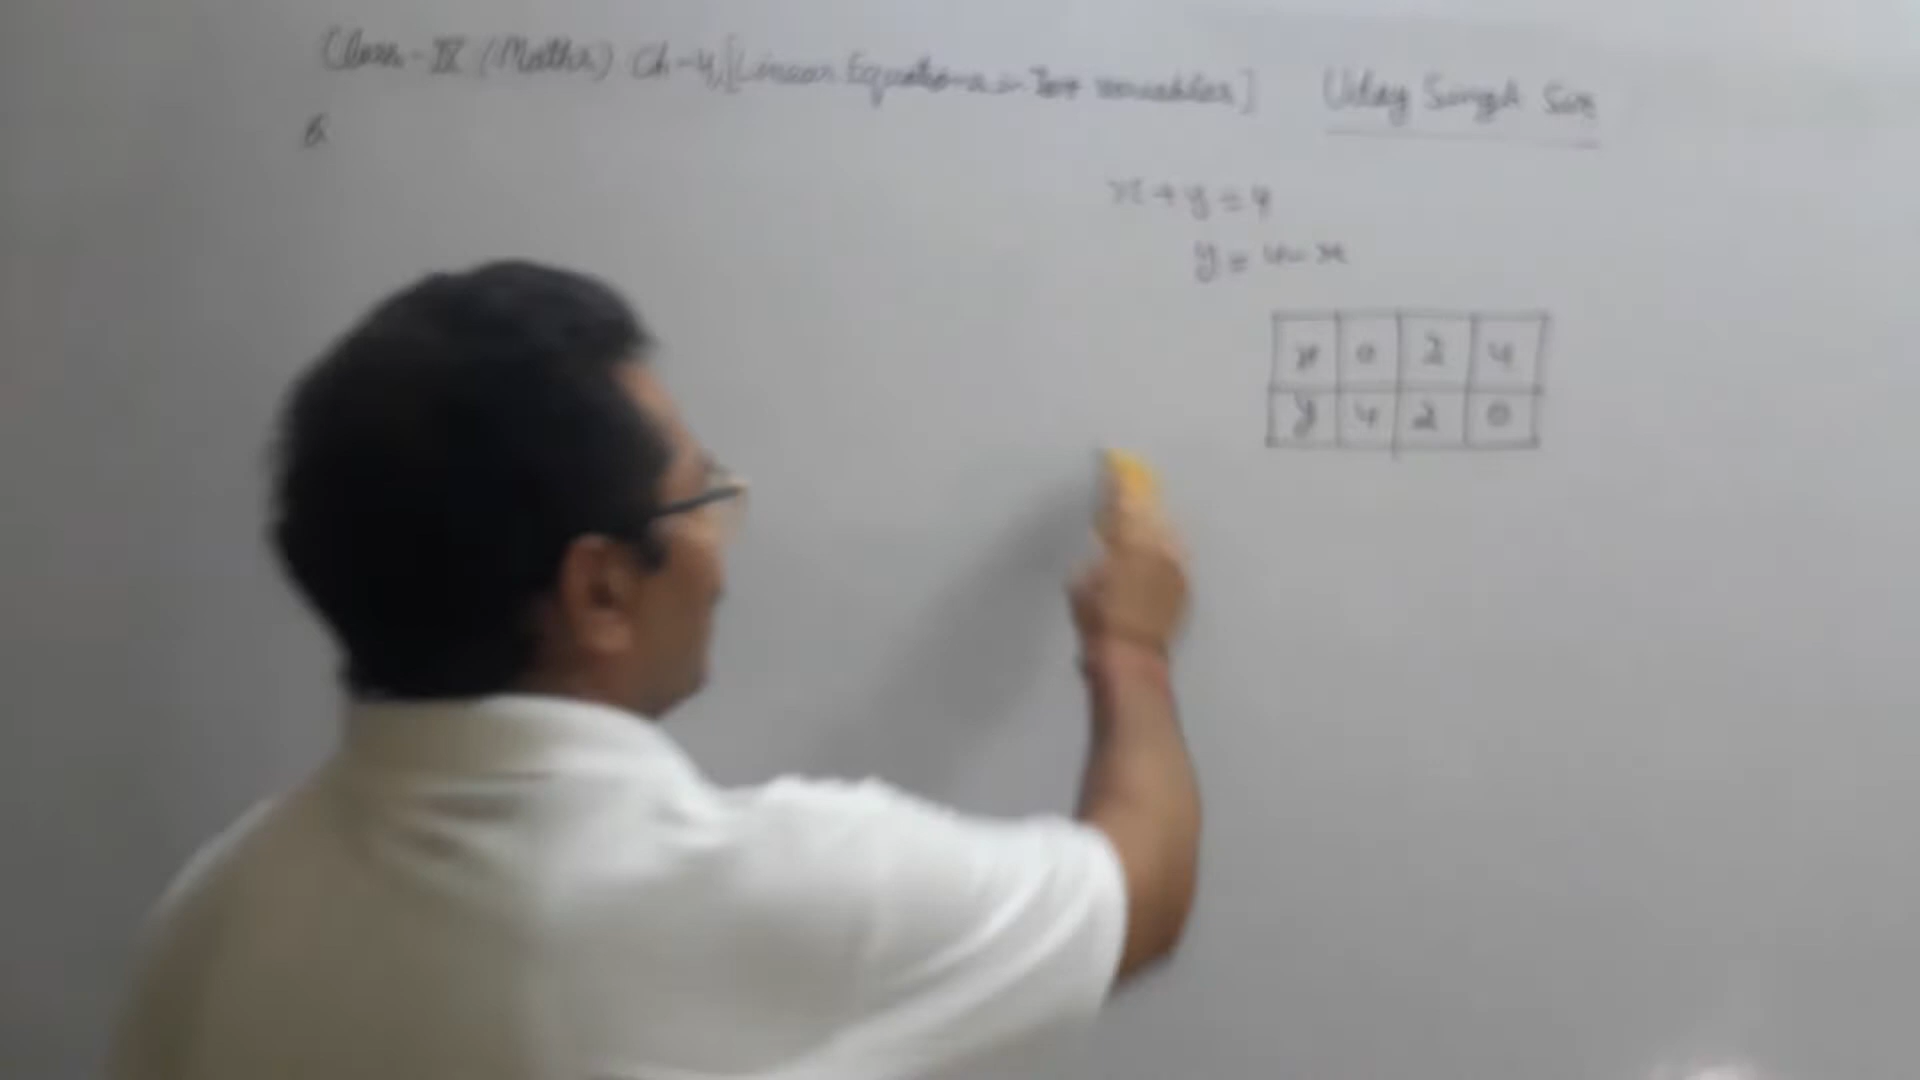 Class-IX (Maths) Ch-4, [Linear Equations in Two variables] Uday Singh Sir
x+y=4
y=4-x
x 0 2 4
y 4 2 0